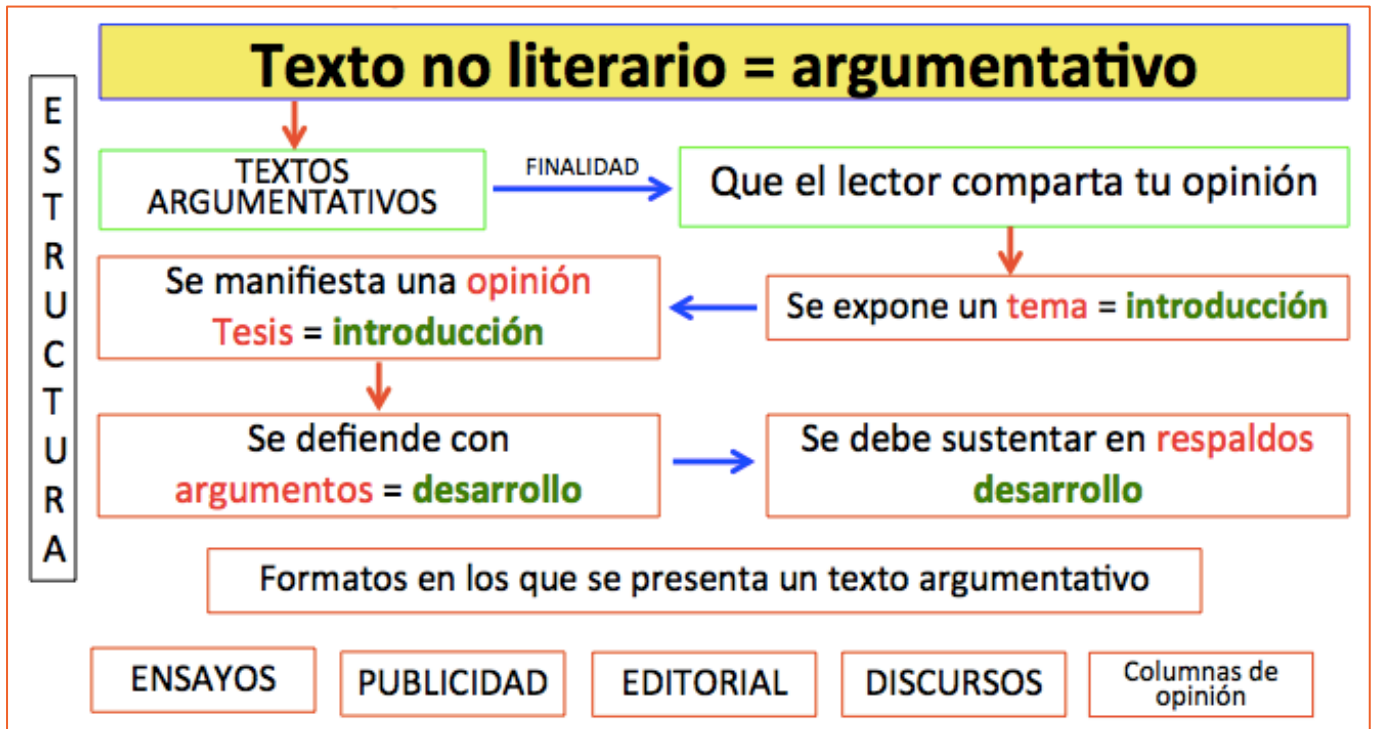 Texto no literario = argumentativo
ESTRUCTURA
TEXTOS
ARGUMENTATIVOS
FINALIDAD
Que el lector comparta tu opinión
Se manifiesta una opinión
Tesis = introducción
Se expone un tema = introducción
Se defiende con
argumentos = desarrollo
Se debe sustentar en respaldos
desarrollo
Formatos en los que se presenta un texto argumentativo
ENSAYOS
PUBLICIDAD
EDITORIAL
DISCURSOS
Columnas de
opinión